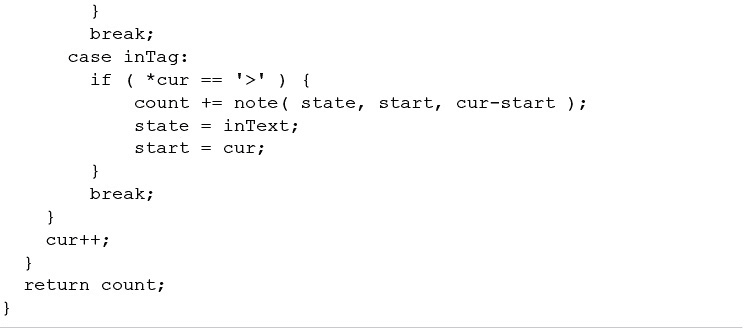 }
        break;
      case inTag:
        if ( *cur == '>' ) {
            count += note( state, start, cur-start );
            state = inText;
            start = cur;
        }
        break;
    }
    cur++;
  }
  return count;
}